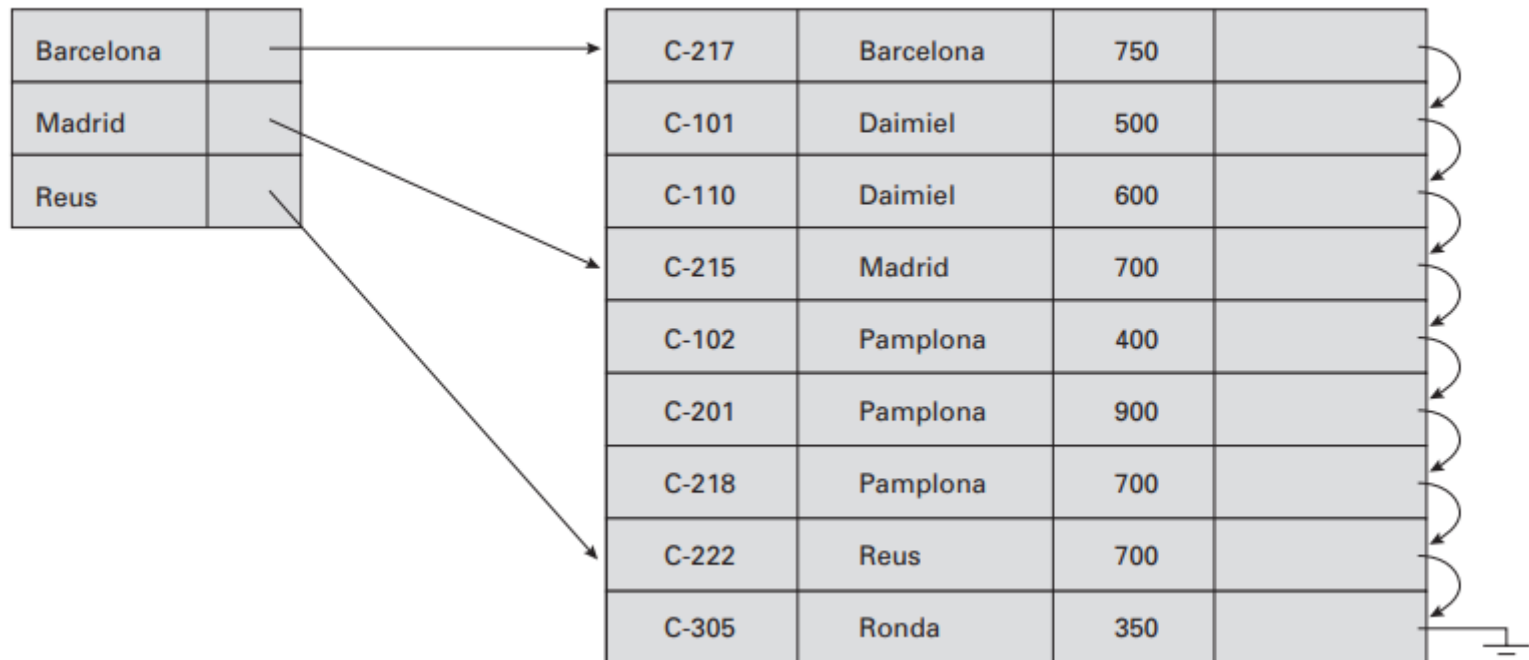 Barcelona
Madrid
Reus
C-217 Barcelona 750
C-101 Daimiel 500
C-110 Daimiel 600
C-215 Madrid 700
C-102 Pamplona 400
C-201 Pamplona 900
C-218 Pamplona 700
C-222 Reus 700
C-305 Ronda 350